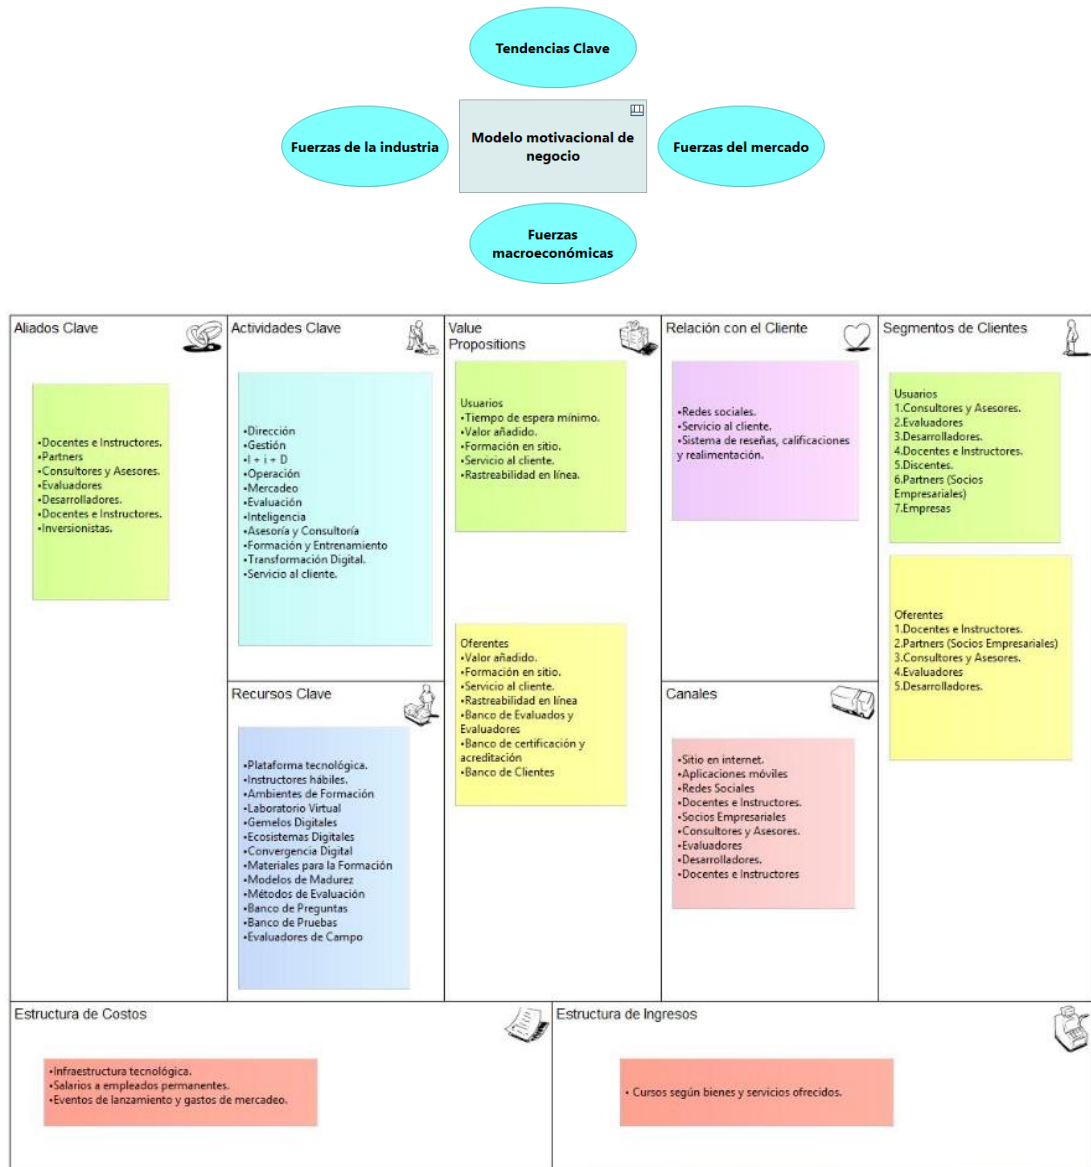 Tendencias Clave
Fuerzas de la industria
Modelo motivacional de
negocio
Fuerzas del mercado
Fuerzas
macroeconómicas
Aliados Clave
•Docentes e Instructores.
•Partners
•Consultores y Asesores.
•Evaluadores
•Desarrolladores.
•Docentes e Instructores.
•Inversionistas.
Actividades Clave
•Dirección
•Gestión
•I + i + D
•Operación
•Mercadeo
•Evaluación
•Inteligencia
•Asesoría y Consultoría
•Formación y Entrenamiento
•Transformación Digital.
•Servicio al cliente.
Recursos Clave
•Plataforma tecnológica.
•Instructores hábiles.
•Ambientes de Formación
•Laboratorio Virtual
•Gemelos Digitales
•Ecosistemas Digitales
•Convergencia Digital
•Materiales para la Formación
•Modelos de Madurez
•Métodos de Evaluación
•Banco de Preguntas
•Banco de Pruebas
•Evaluadores de Campo
Value
Propositions
Usuarios
•Tiempo de espera mínimo.
•Valor añadido.
•Formación en sitio.
•Servicio al cliente.
•Rastreabilidad en línea.
Oferentes
•Valor añadido.
•Formación en sitio.
•Servicio al cliente.
•Rastreabilidad en línea
•Banco de Evaluados y
Evaluadores
•Banco de certificación y
acreditación
•Banco de Clientes
Relación con el Cliente
•Redes sociales.
•Servicio al cliente.
•Sistema de reseñas, calificaciones
y realimentación.
Canales
•Sitio en internet.
•Aplicaciones móviles
•Redes Sociales
•Docentes e Instructores.
•Socios Empresariales
•Consultores y Asesores.
•Evaluadores
•Desarrolladores.
•Docentes e Instructores
Segmentos de Clientes
Usuarios
1.Consultores y Asesores.
2.Evaluadores
3.Desarrolladores.
4.Docentes e Instructores.
5.Discentes.
6.Partners (Socios
Empresariales)
7.Empresas
Oferentes
1.Docentes e Instructores.
2.Partners (Socios Empresariales)
3.Consultores y Asesores.
4.Evaluadores
5.Desarrolladores.
Estructura de Costos
•Infraestructura tecnológica.
•Salarios a empleados permanentes.
•Eventos de lanzamiento y gastos de mercadeo.
Estructura de Ingresos
• Cursos según bienes y servicios ofrecidos.